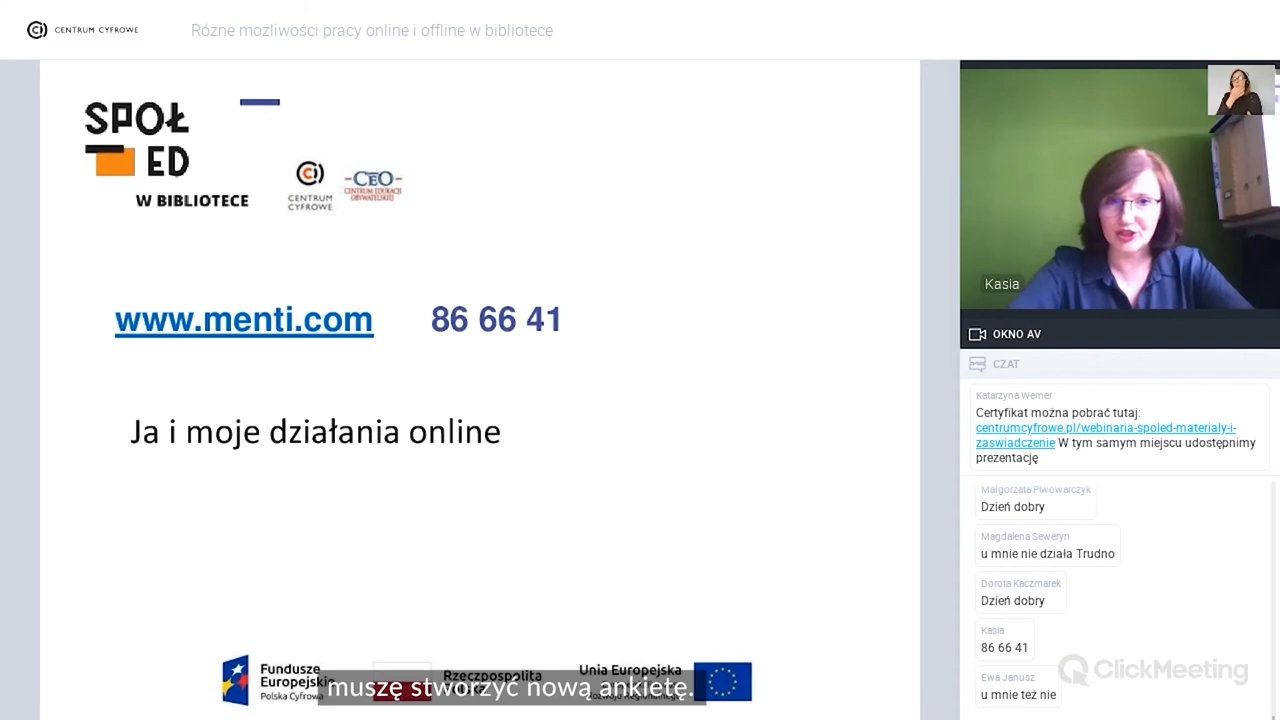 CENTRUM CYFROWE
Różne mozliwości pracy online i offline w bibliotece
SPOŁ
ED
W BIBLIOTECE
CENTRUM
CYFROWE
CEO
CENTRUM EDUKACJI
OBYWATELSKIEJ
www.menti.com 86 66 41
Ja i moje działania online
Fundusze
Europejskie
Polska Cyfrowa
Rzeczpospolita
Unia Europejska
muszę stworzyć nową ankietę.
Kasia
OKNO AV
CZAT
Katarzyna Werner
Certyfikat można pobrać tutaj:
centrumcyfrowe.pl/webinaria-spoled-materialy-i-
zaswiadczenie W tym samym miejscu udostępnimy
prezentację
Małgorzata Piwowarczyk
Dzień dobry
Magdalena Seweryn
u mnie nie działa Trudno
Dorota Kaczmarek
Dzień dobry
Kasia
86 66 41
Ewa Janusz
u mnie też nie
ClickMeeting